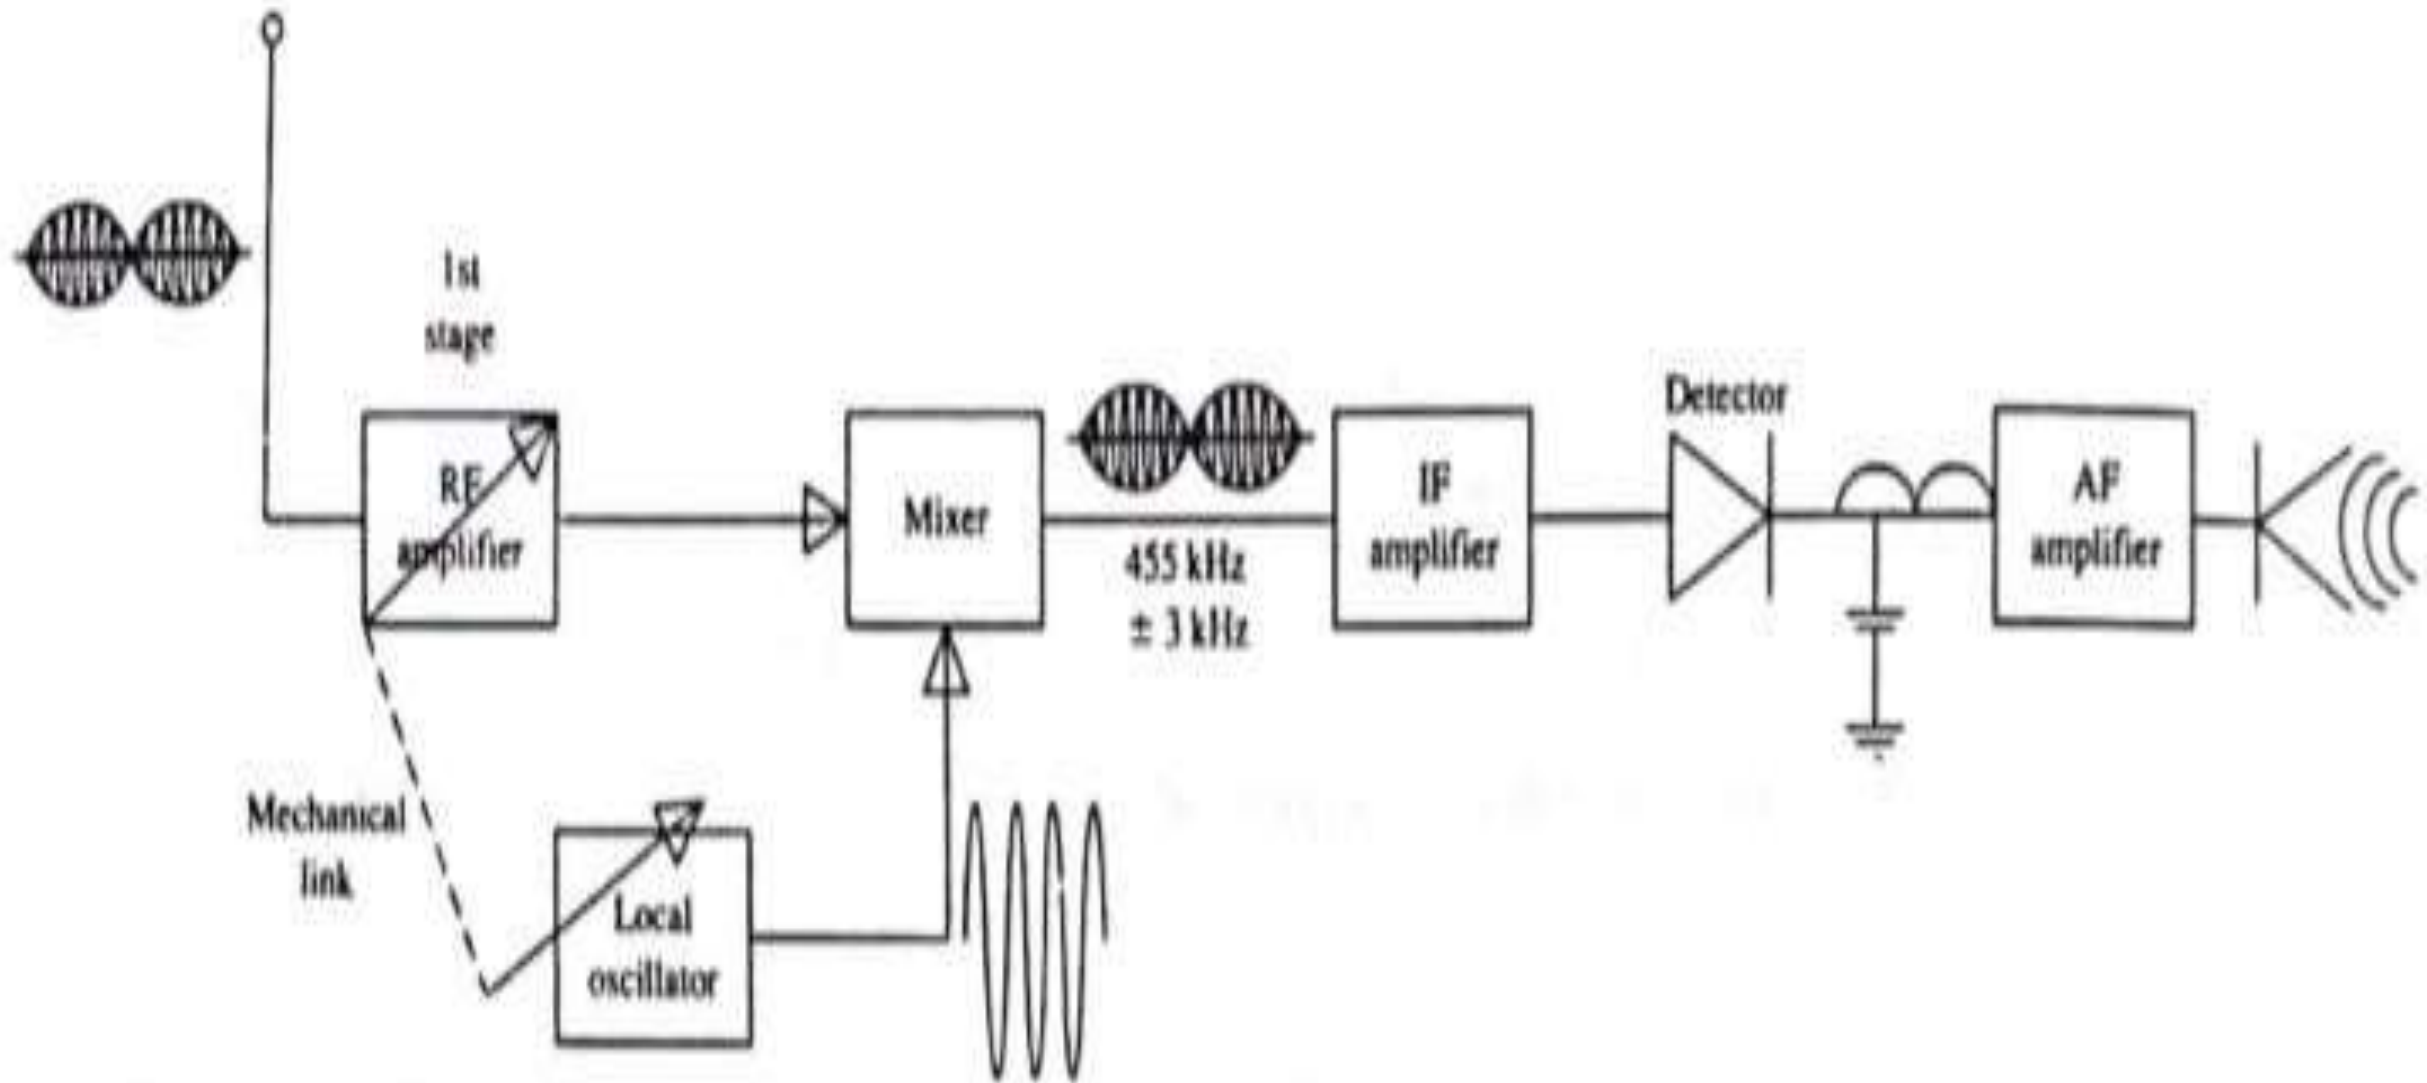 1st
stage
RF
amplifier
Mixer
455 kHz
± 3 kHz
IF
amplifier
Detector
AF
amplifier
Mechanical
link
Local
oscillator